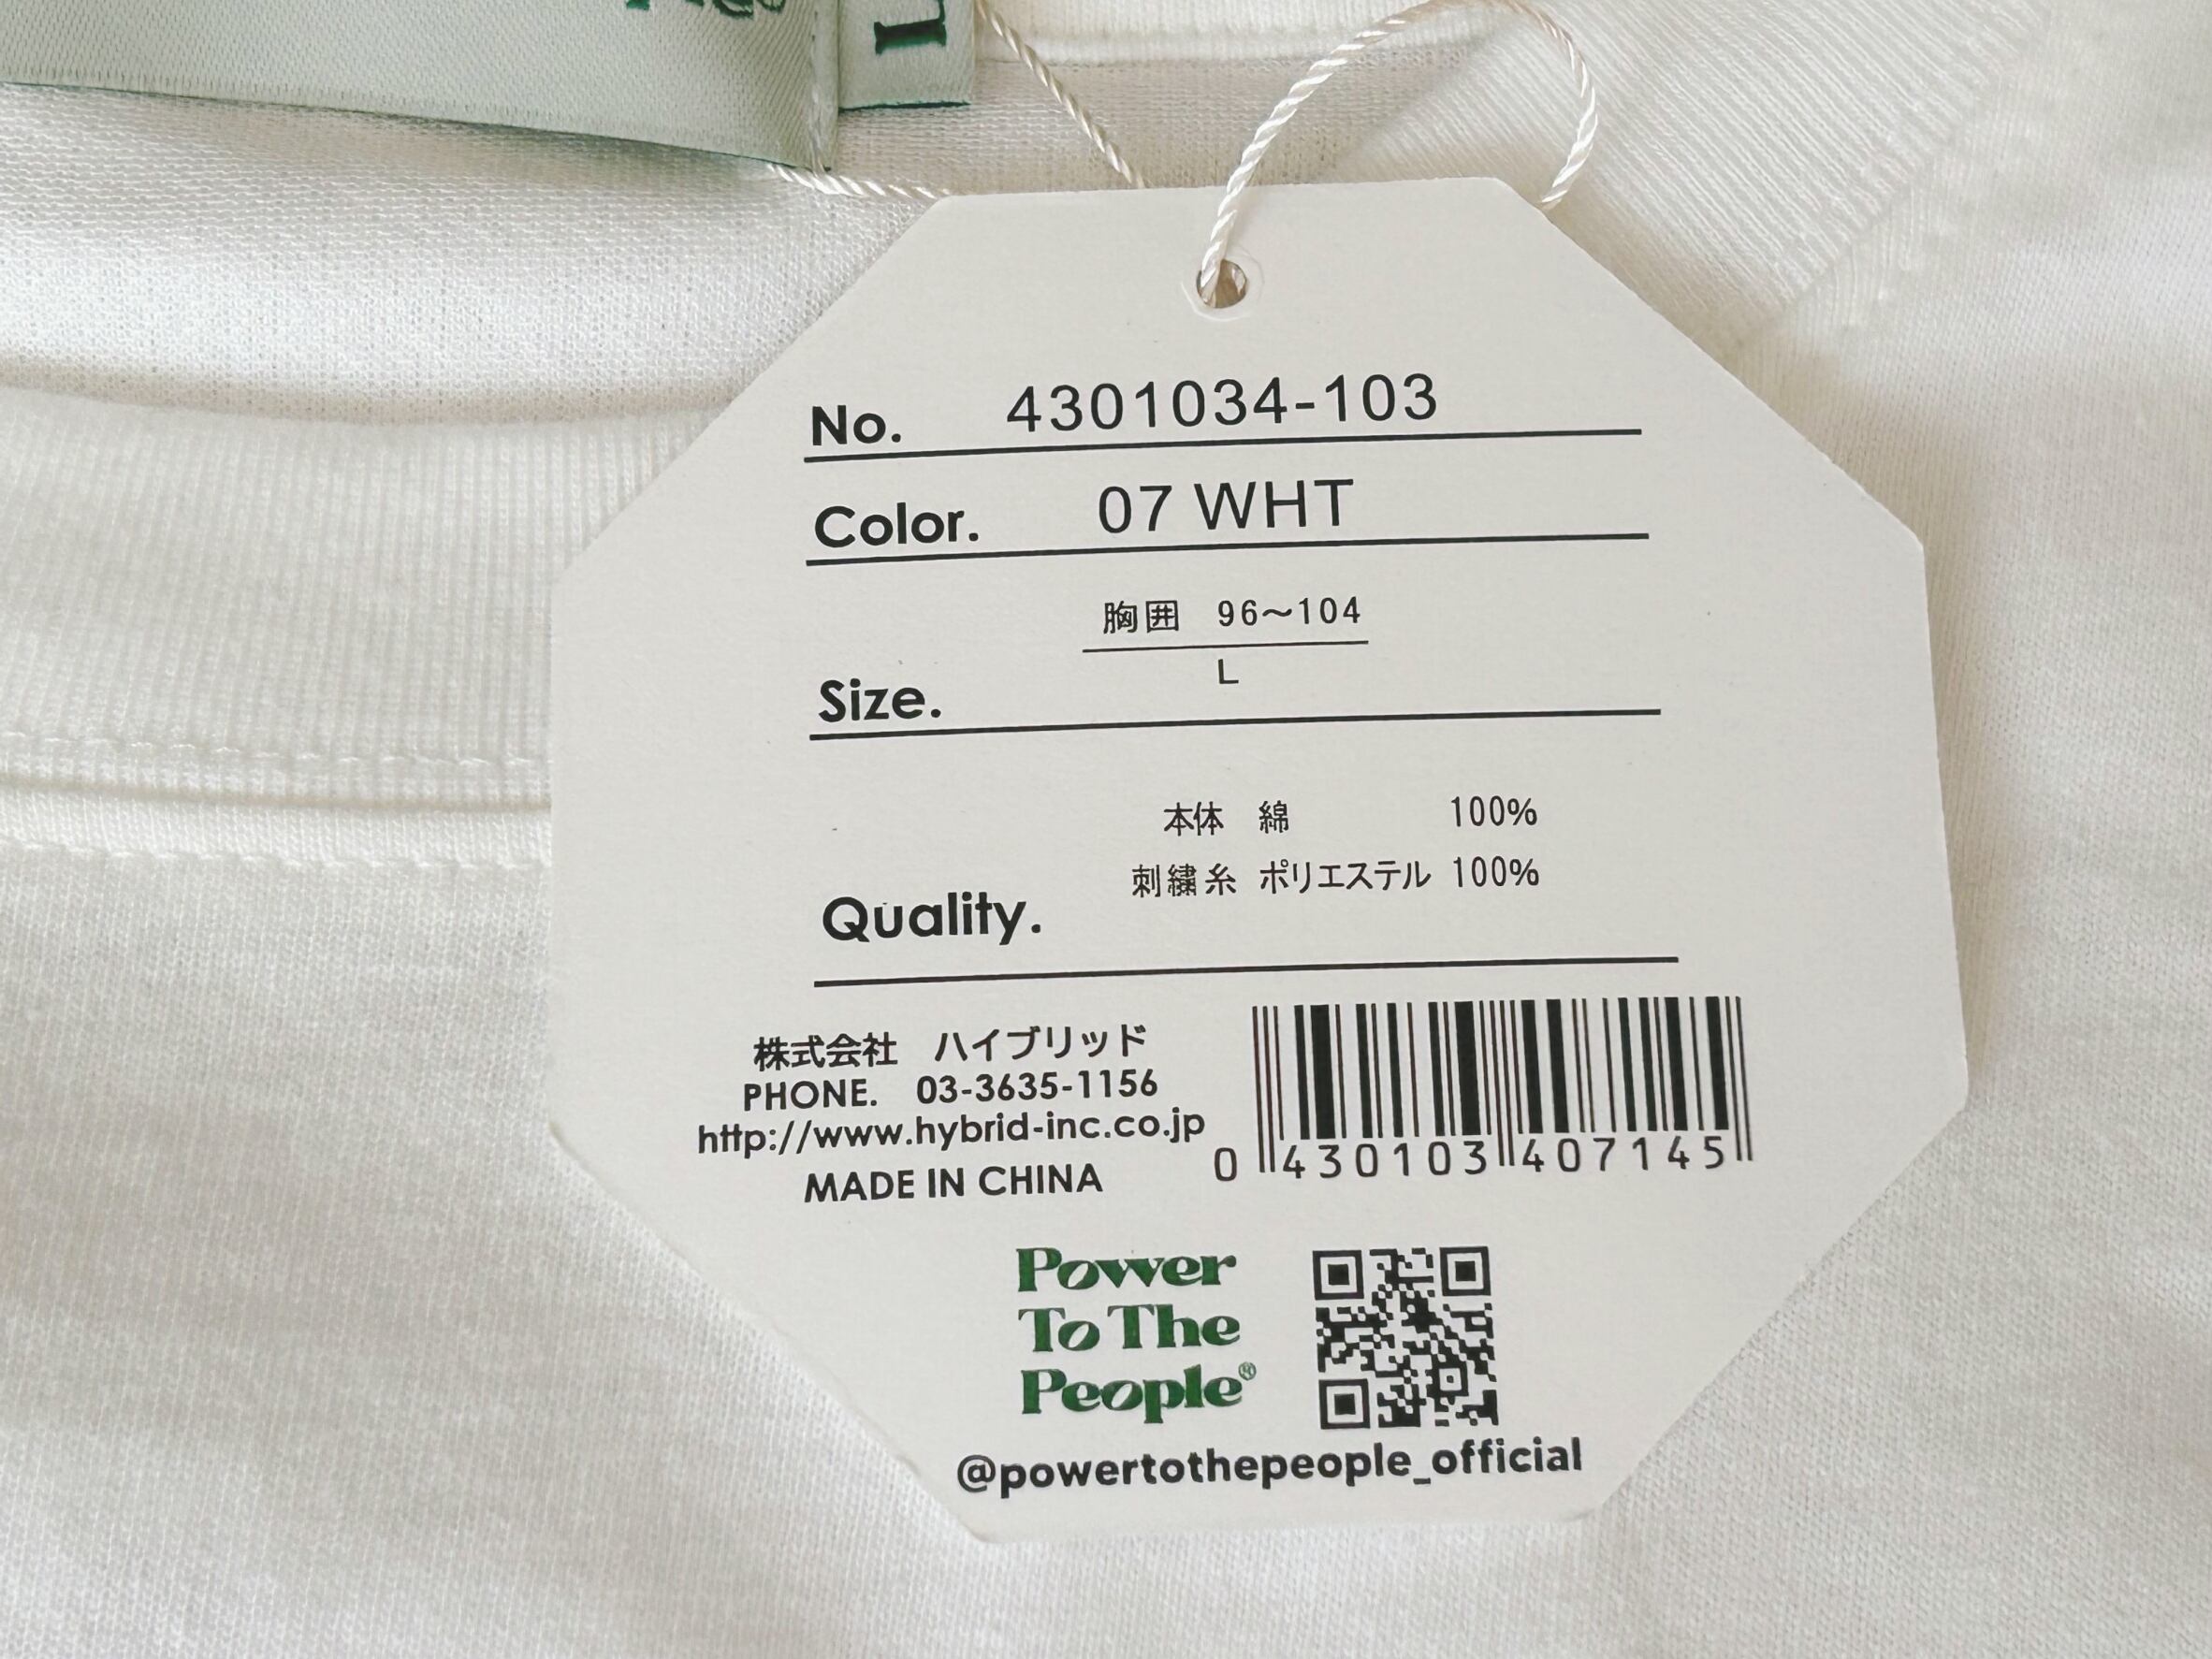 L
No. 4301034-103
Color. 07 WHT
胸囲 96〜104
L
Size.
本体 綿 100%
刺繍糸 ポリエステル 100%
Quality.
株式会社 ハイブリッド
PHONE. 03-3635-1156
http://www.hybrid-inc.co.jp
MADE IN CHINA
0 430103 407145
Power
To The
People®
@powertothepeople_official